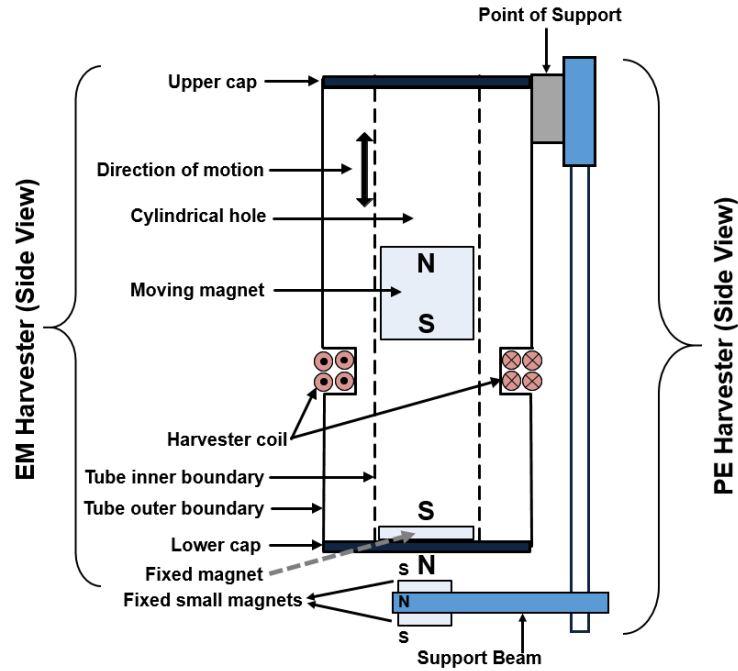 Point of Support
Upper cap
Direction of motion
Cylindrical hole
N
Moving magnet
S
EM Harvester (Side View)
PE Harvester (Side View)
Harvester coil
Tube inner boundary
Tube outer boundary
S
Lower cap
N
Fixed magnet
S
Fixed small magnets
N
S
Support Beam